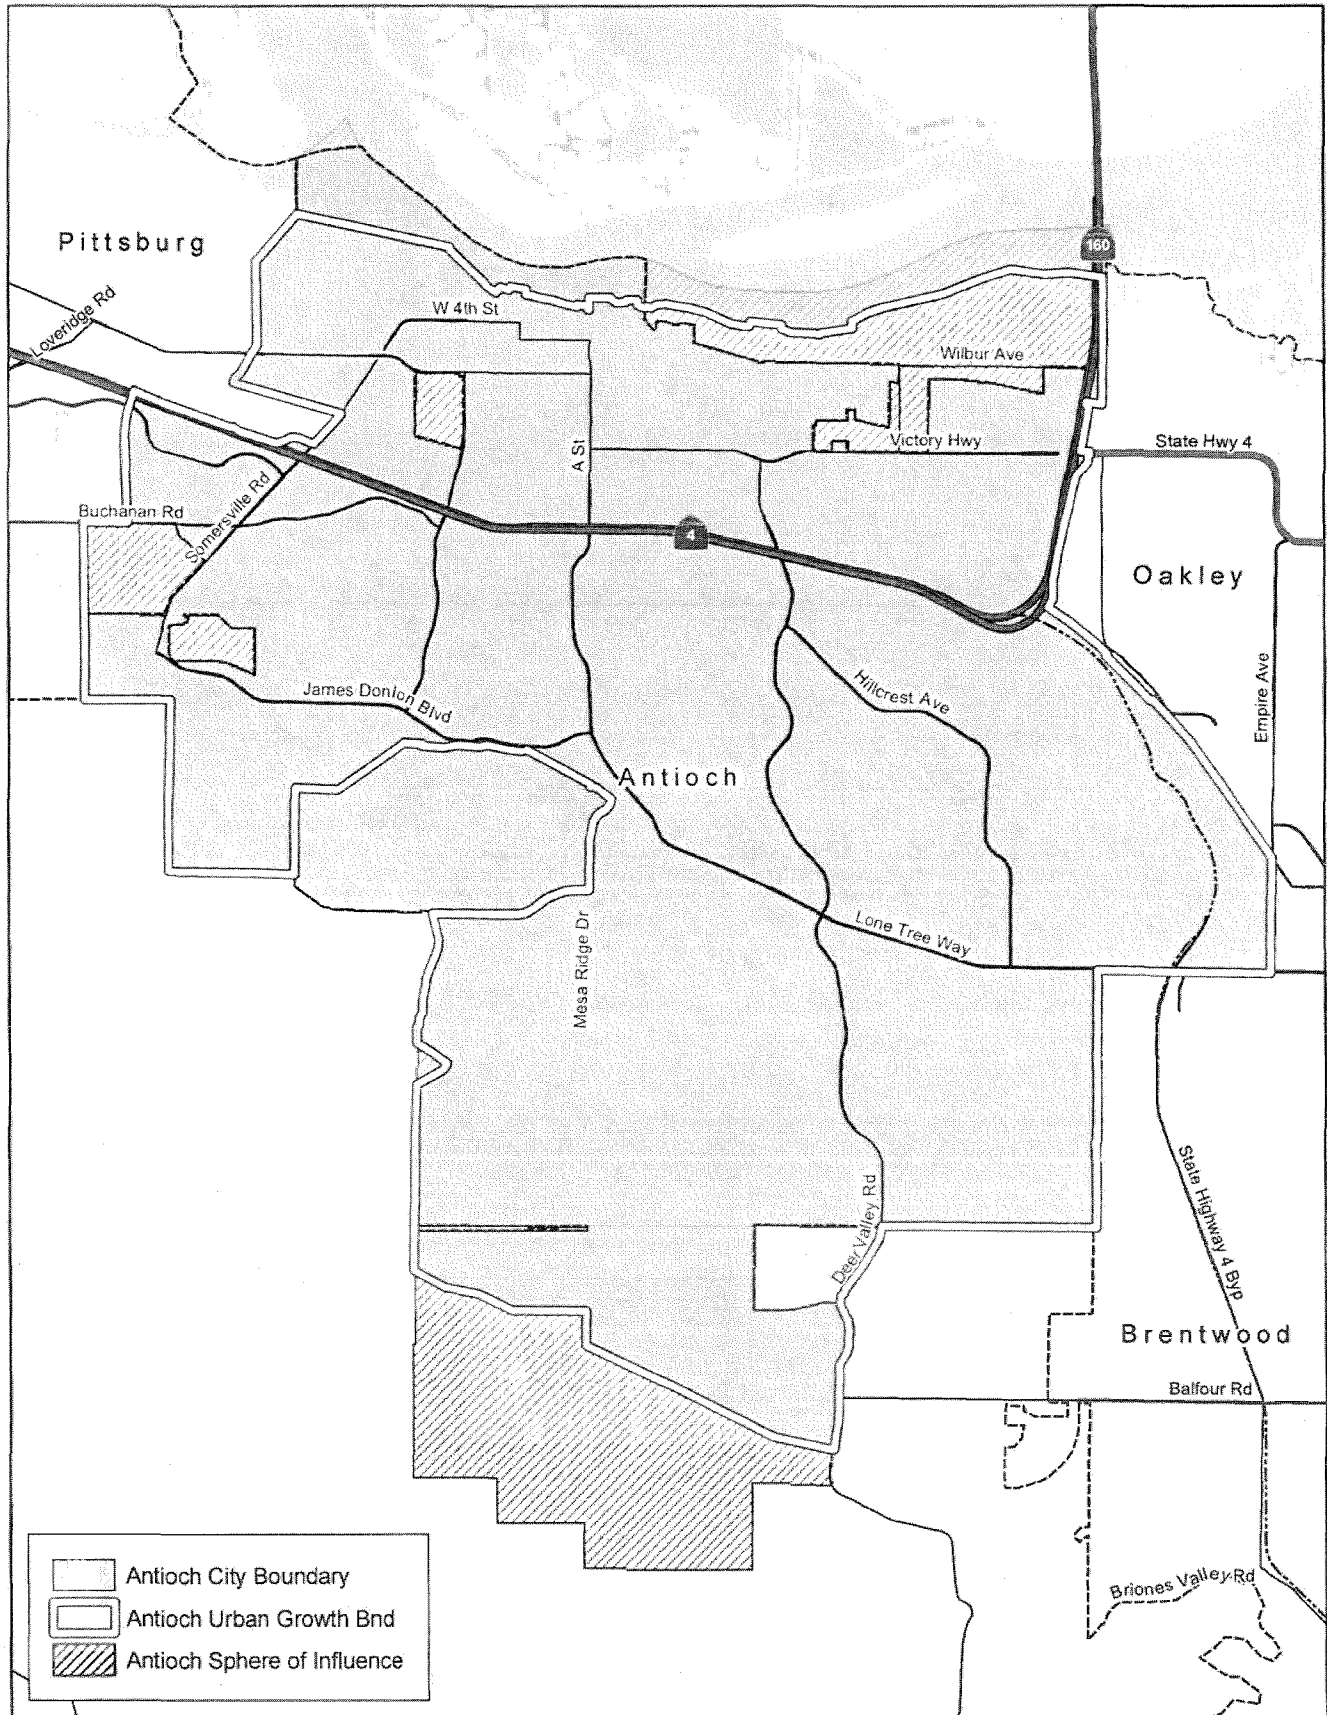 160
Pittsburg
Loveridge Rd
W 4th St
Wilbur Ave
Victory Hwy
State Hwy 4
A St
Buchanan Rd
Somersville Rd
4
Oakley
James Donlon Blvd
Hillcrest Ave
Empire Ave
Antioch
Lone Tree Way
Mesa Ridge Dr
Deer Valley Rd
State Highway 4 Byp
Brentwood
Balfour Rd
Briones Valley Rd
Antioch City Boundary
Antioch Urban Growth Bnd
Antioch Sphere of Influence